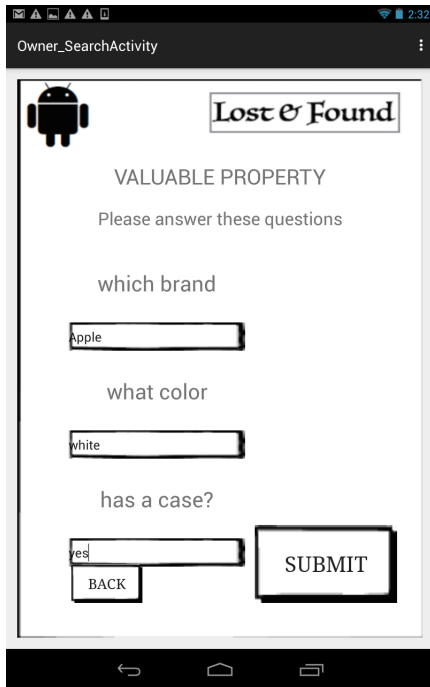 2:32
Owner_SearchActivity
Lost & Found
VALUABLE PROPERTY
Please answer these questions
which brand
Apple
what color
white
has a case?
yes
SUBMIT
BACK